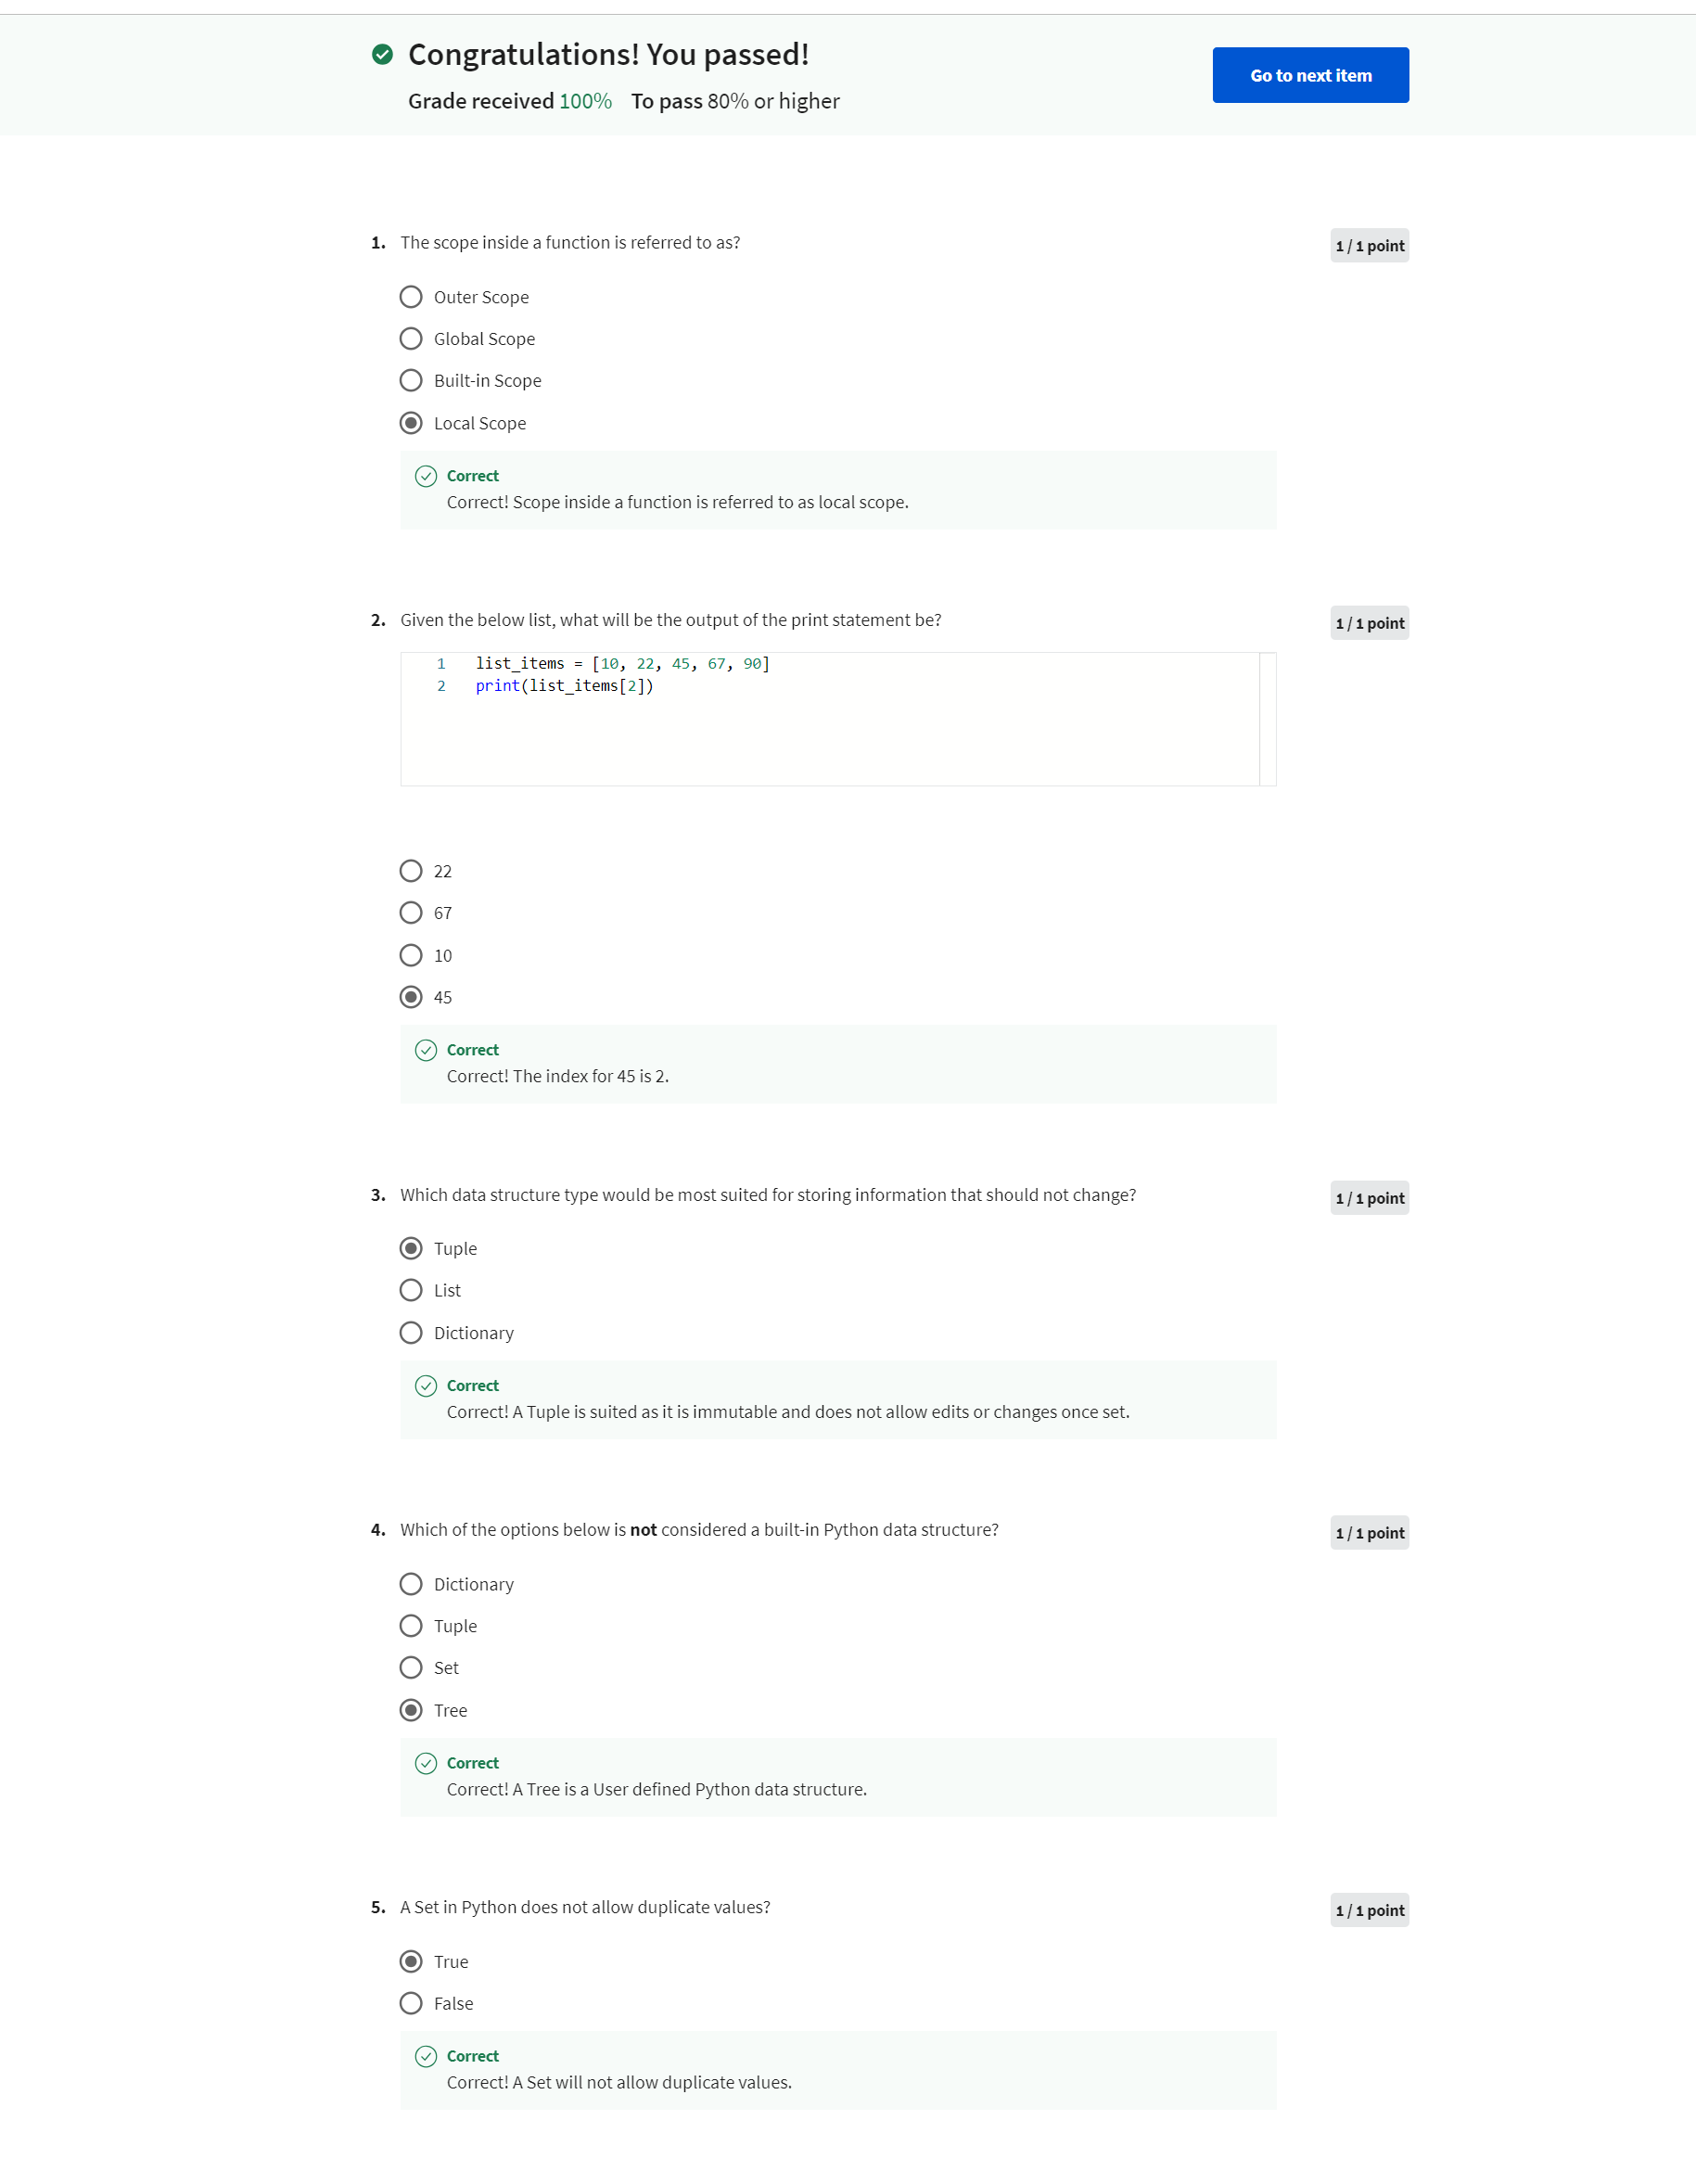 Congratulations! You passed!
Go to next item
Grade received 100% To pass 80% or higher
1. The scope inside a function is referred to as?
1 / 1 point
Outer Scope
Global Scope
Built-in Scope
Local Scope
Correct
Correct! Scope inside a function is referred to as local scope.
2. Given the below list, what will be the output of the print statement be?
1 / 1 point
1 list_items = [10, 22, 45, 67, 90]
2 print(list_items[2])
22
67
10
45
Correct
Correct! The index for 45 is 2.
3. Which data structure type would be most suited for storing information that should not change?
1 / 1 point
Tuple
List
Dictionary
Correct
Correct! A Tuple is suited as it is immutable and does not allow edits or changes once set.
4. Which of the options below is not considered a built-in Python data structure?
1 / 1 point
Dictionary
Tuple
Set
Tree
Correct
Correct! A Tree is a User defined Python data structure.
5. A Set in Python does not allow duplicate values?
1 / 1 point
True
False
Correct
Correct! A Set will not allow duplicate values.